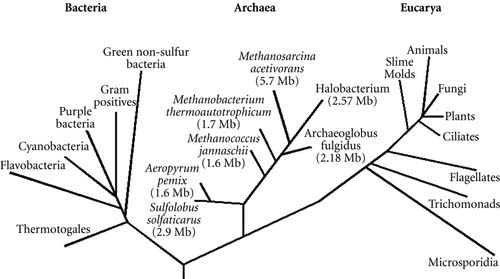 Bacteria
Archaea
Eucarya
Green non-sulfur
bacteria
Gram
positives
Purple
bacteria
Cyanobacteria
Flavobacteria
Thermotogales
Methanosarcina
acetivorans
(5.7 Mb)
Halobacterium
(2.57 Mb)
Methanobacterium
thermoautotrophicum
(1.7 Mb)
Methanococcus
jannaschii
(1.6 Mb)
Archaeoglobus
fulgidus
(2.18 Mb)
Aeropyrum
pemix
(1.6 Mb)
Sulfolobus
solfaticarus
(2.9 Mb)
Animals
Slime
Molds
Fungi
Plants
Ciliates
Flagellates
Trichomonads
Microsporidia